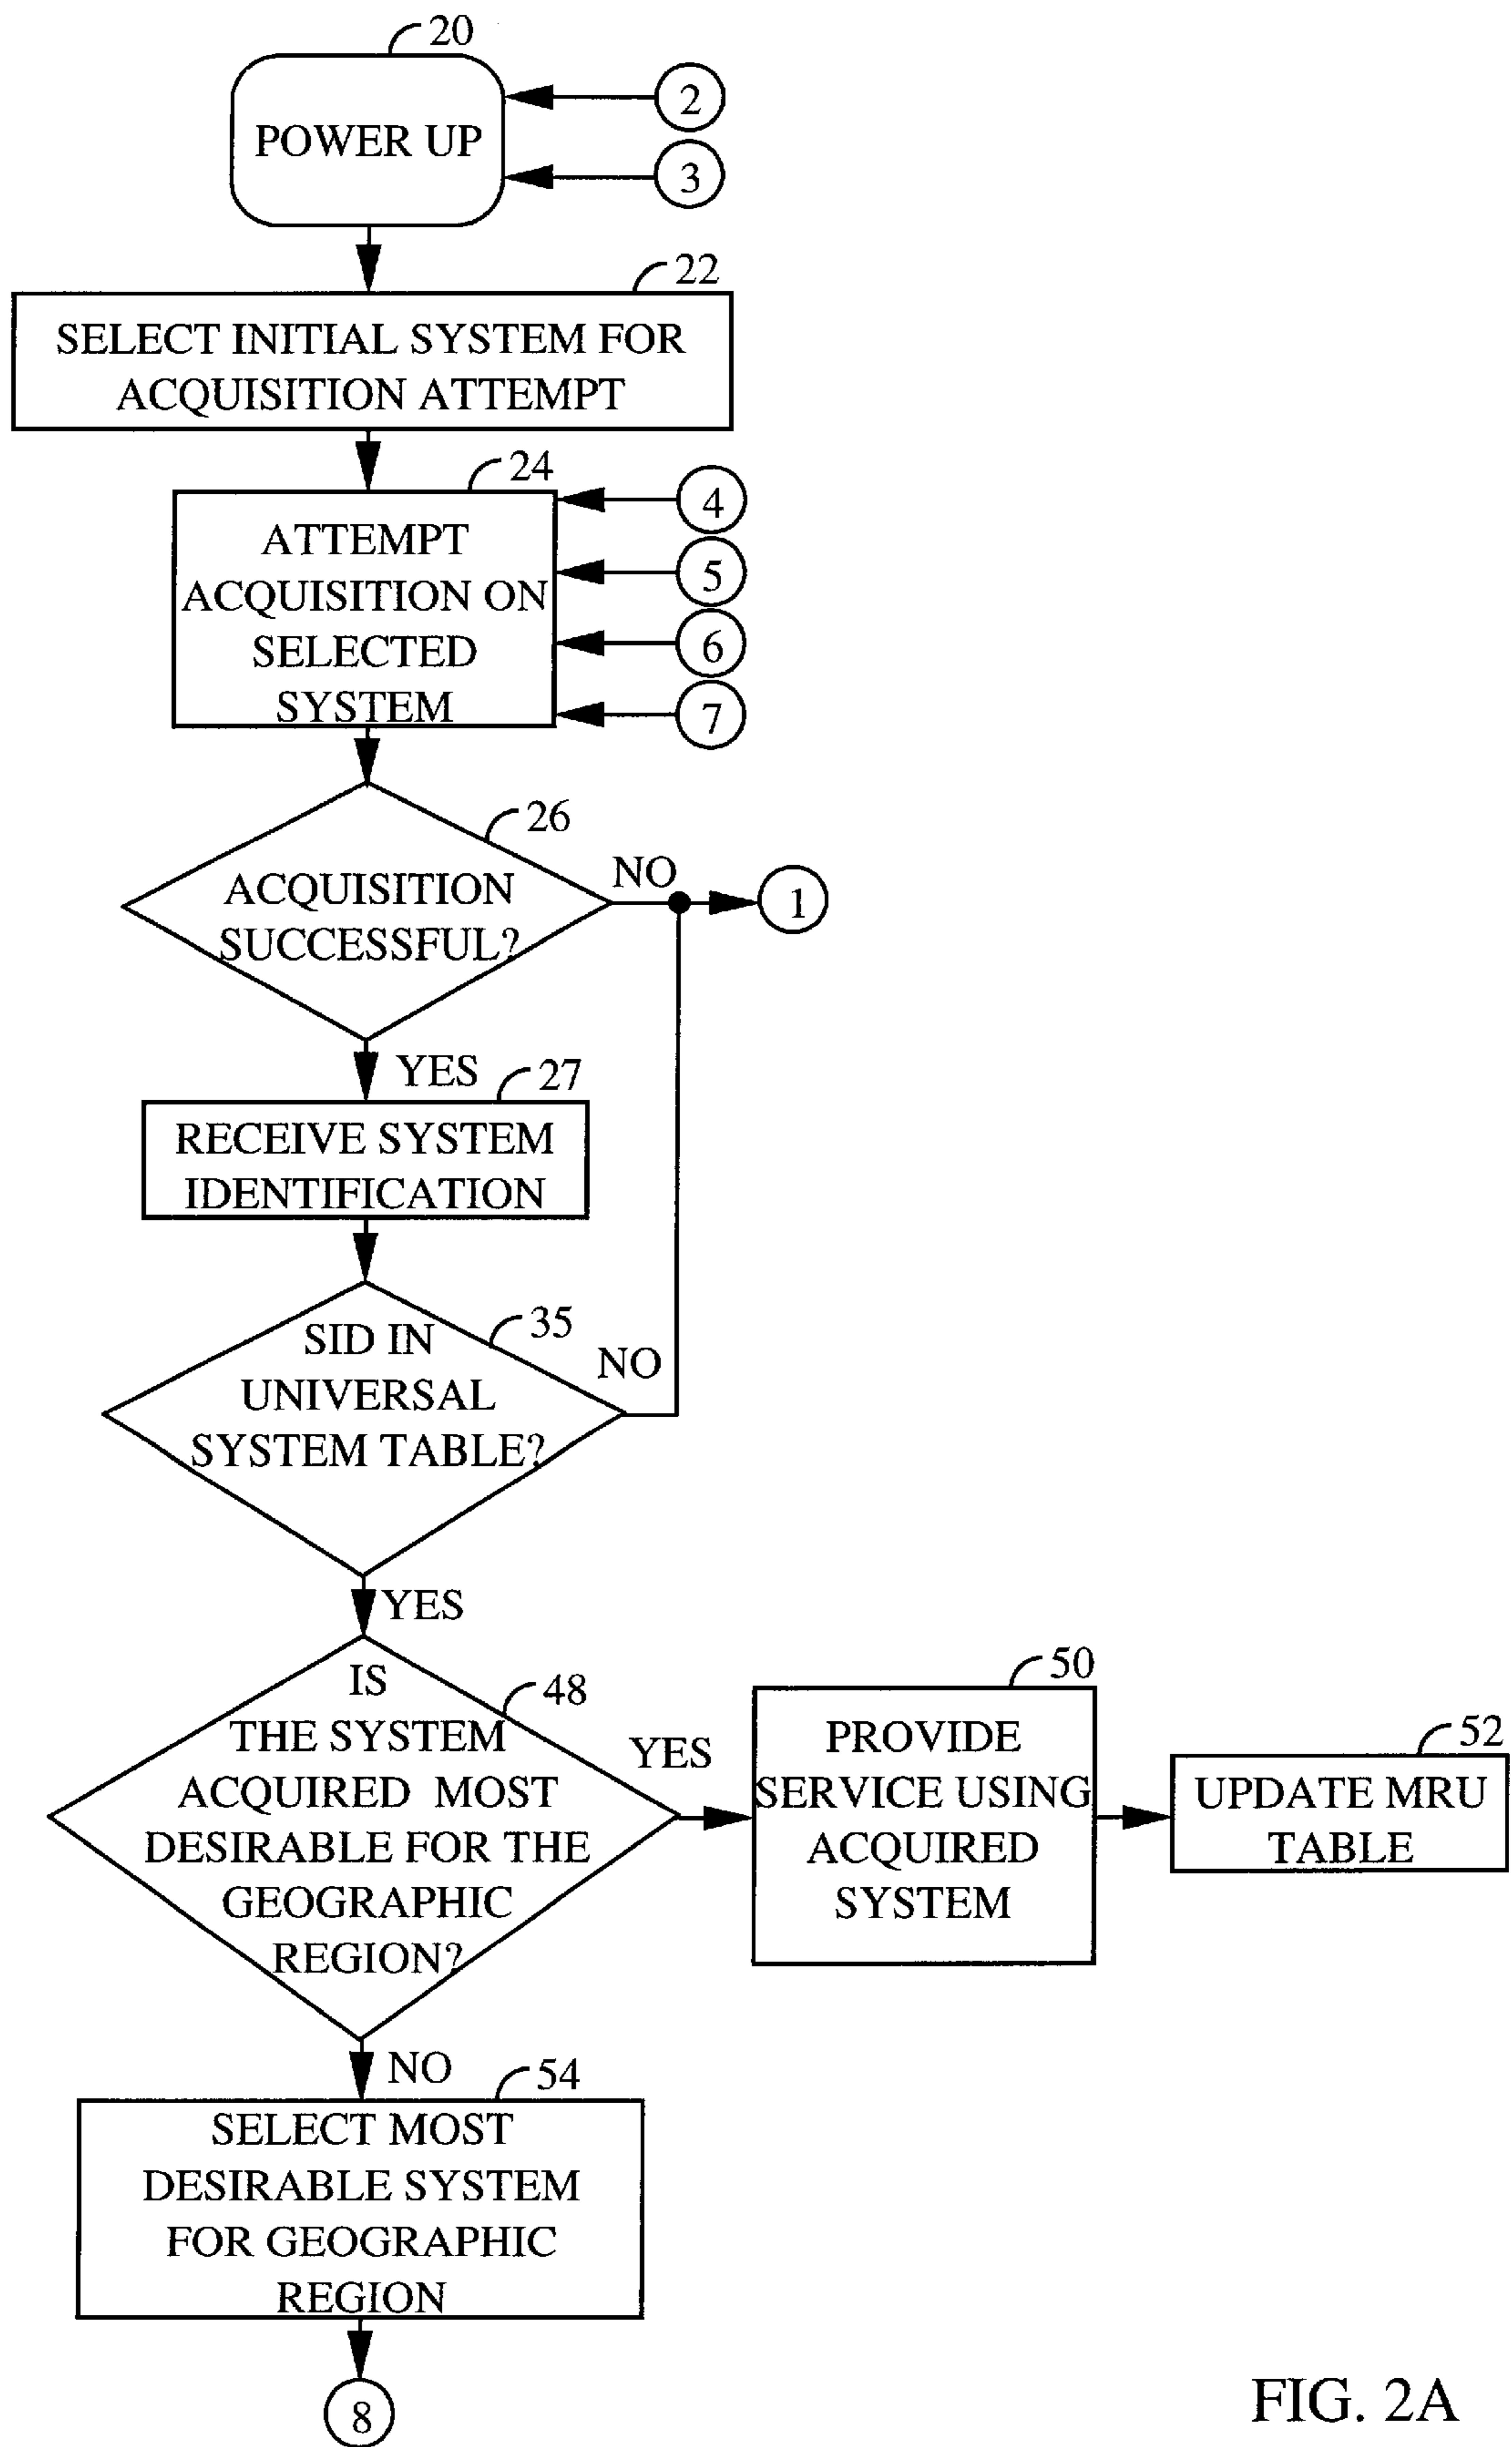 20
POWER UP
2
3
22
SELECT INITIAL SYSTEM FOR
ACQUISITION ATTEMPT
24
ATTEMPT
ACQUISITION ON
SELECTED
SYSTEM
4
5
6
7
26
ACQUISITION
SUCCESSFUL?
NO
1
YES
27
RECEIVE SYSTEM
IDENTIFICATION
35
SID IN
UNIVERSAL
SYSTEM TABLE?
NO
YES
48
IS
THE SYSTEM
ACQUIRED MOST
DESIRABLE FOR THE
GEOGRAPHIC
REGION?
YES
50
PROVIDE
SERVICE USING
ACQUIRED
SYSTEM
52
UPDATE MRU
TABLE
NO
54
SELECT MOST
DESIRABLE SYSTEM
FOR GEOGRAPHIC
REGION
8
FIG. 2A